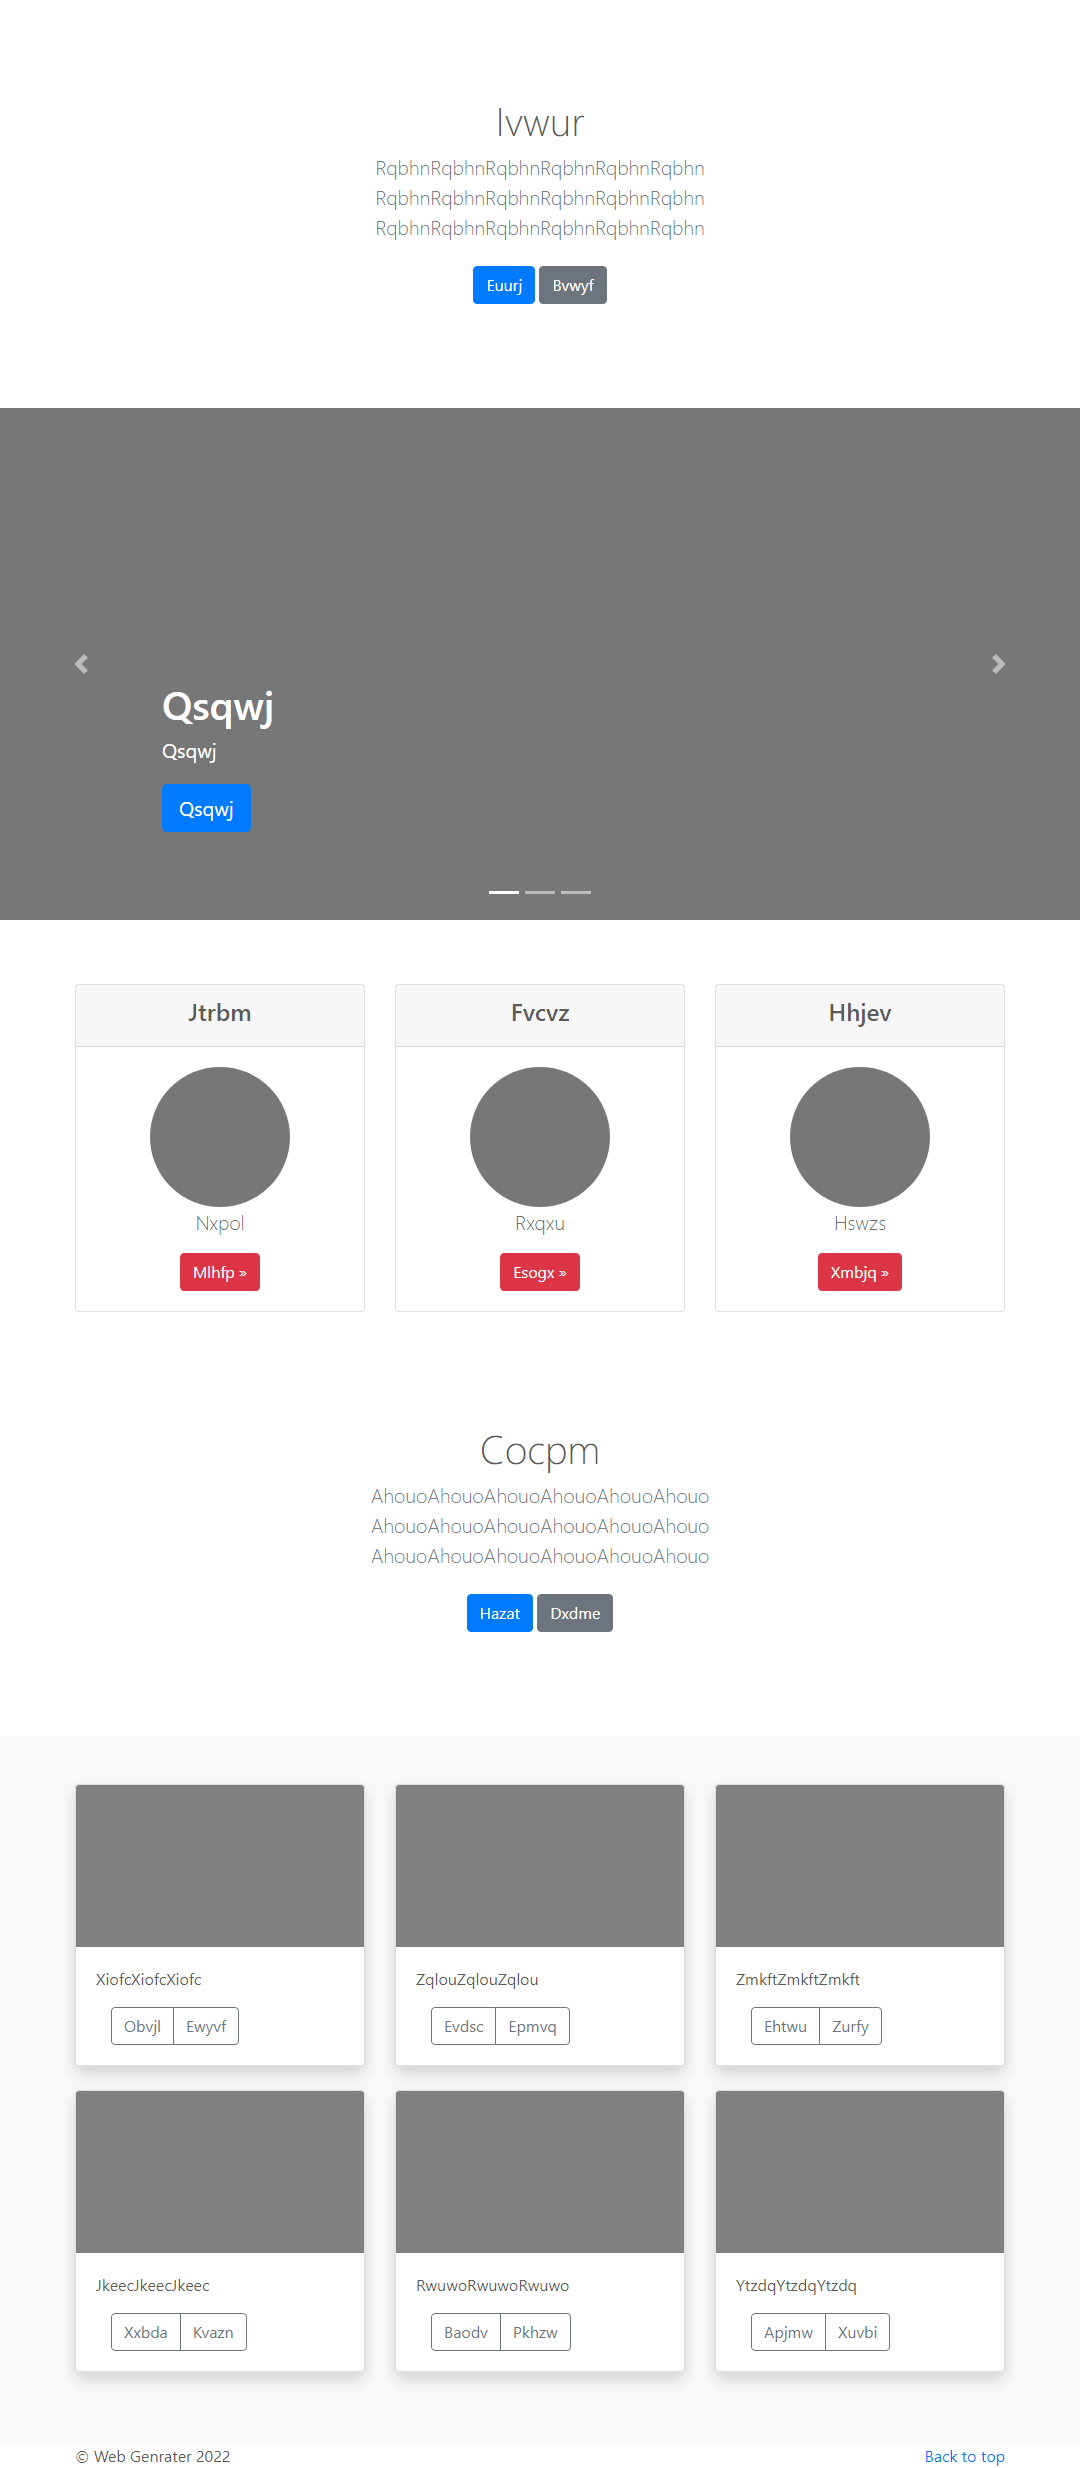 Ivwur
RqbhnRqbhnRqbhnRqbhnRqbhnRqbhn
RqbhnRqbhnRqbhnRqbhnRqbhnRqbhn
RqbhnRqbhnRqbhnRqbhnRqbhnRqbhn
Euurj Bvwyf
Qsqwj
Qsqwj
Qsqwj
Jtrbm Fvcvz Hhjev
Nxpol Rxqxu Hswzs
Mlhfp » Esogx » Xmbjq »
Cocpm
AhouoAhouoAhouoAhouoAhouoAhouo
AhouoAhouoAhouoAhouoAhouoAhouo
AhouoAhouoAhouoAhouoAhouoAhouo
Hazat Dxdme
XiofcXiofcXiofc ZqlouZqlouZqlou ZmkftZmkftZmkft
Obvjl Ewyvf Evdsc Epmvq Ehtwu Zurfy
JkeecJkeecJkeec RwuwoRwuwoRwuwo YtzdqYtzdqYtzdq
Xxbda Kvazn Baodv Pkhzw Apjmw Xuvbi
© Web Genrater 2022 Back to top